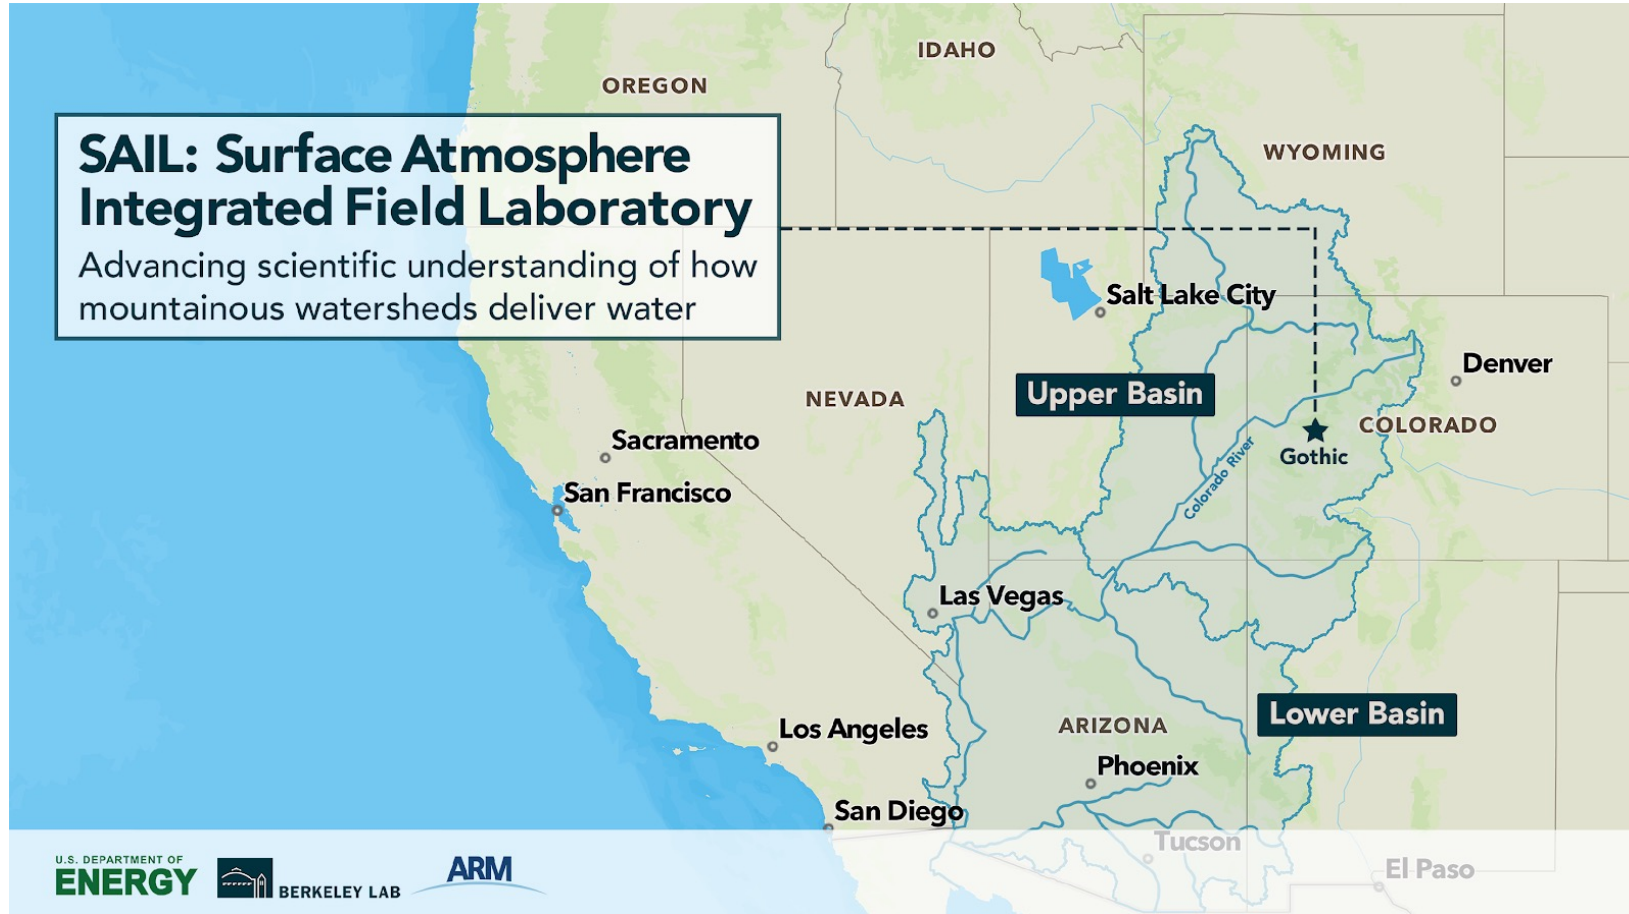 IDAHO
OREGON
SAIL: Surface Atmosphere
Integrated Field Laboratory
Advancing scientific understanding of how
mountainous watersheds deliver water
WYOMING
Salt Lake City
Denver
Upper Basin
NEVADA
COLORADO
Sacramento
Gothic
Colorado River
San Francisco
Las Vegas
Lower Basin
ARIZONA
Los Angeles
Phoenix
San Diego
Tucson
El Paso
U.S. DEPARTMENT OF
ENERGY
BERKELEY LAB
ARM